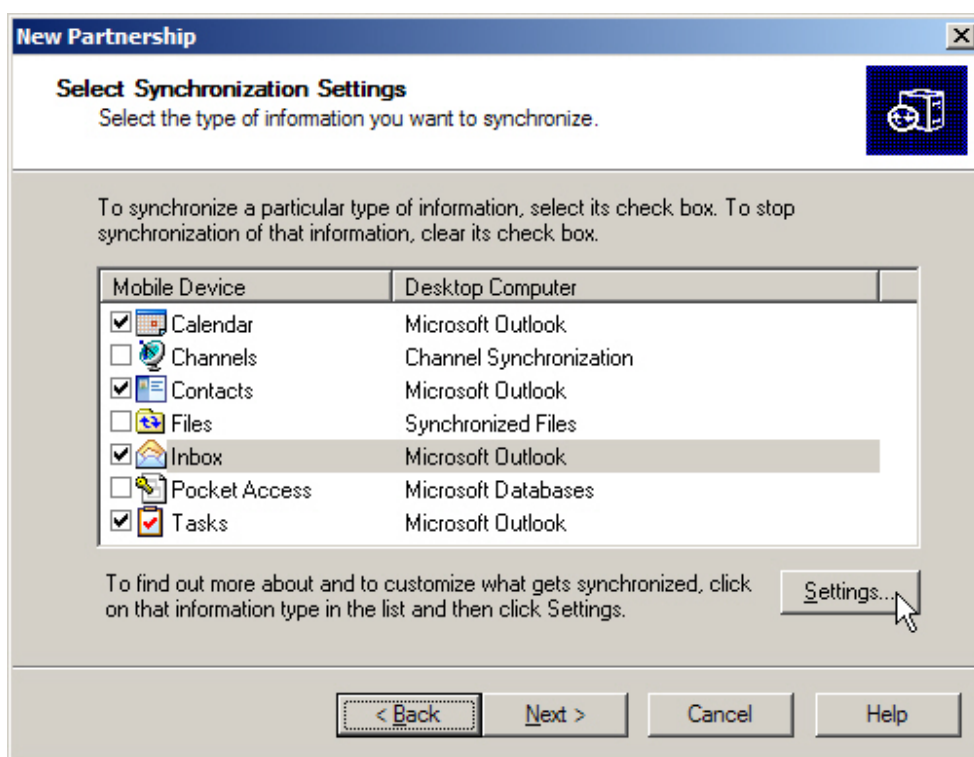 New Partnership
Select Synchronization Settings
Select the type of information you want to synchronize.
To synchronize a particular type of information, select its check box. To stop
synchronization of that information, clear its check box.
Mobile Device Desktop Computer
Calendar Microsoft Outlook
Channels Channel Synchronization
Contacts Microsoft Outlook
Files Synchronized Files
Inbox Microsoft Outlook
Pocket Access Microsoft Databases
Tasks Microsoft Outlook
To find out more about and to customize what gets synchronized, click
on that information type in the list and then click Settings.
Settings...
< Back Next > Cancel Help